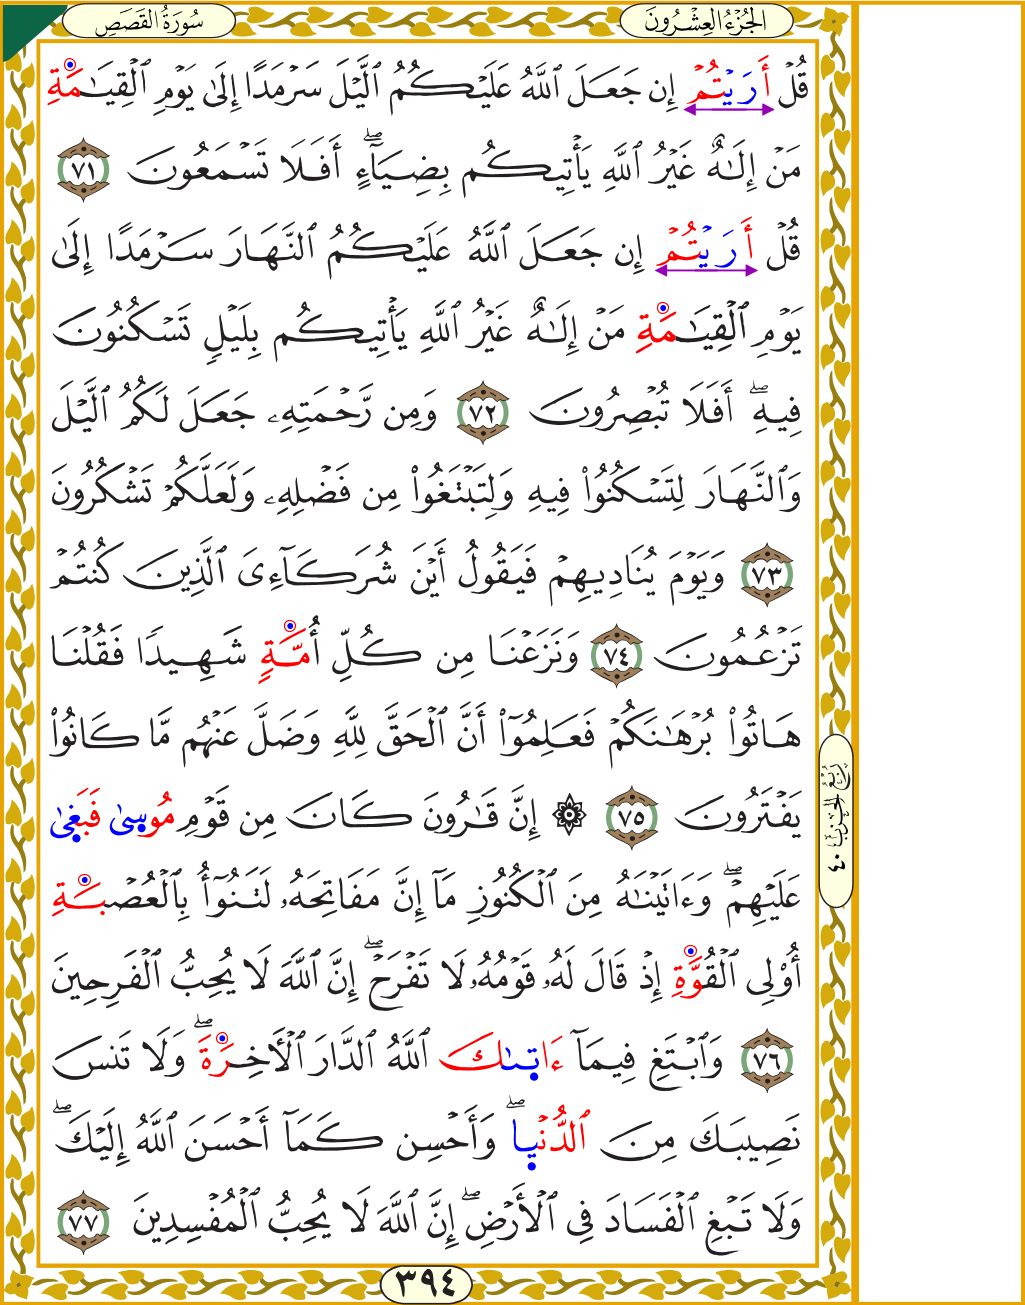 سُورَةُ القَصَصِ
الجُزْءُ العِشْرُونَ
قُلْ أَرَيْتُمْ إِن جَعَلَ ٱللَّهُ عَلَيْكُمُ ٱلَّيْلَ سَرْمَدًا إِلَىٰ يَوْمِ ٱلْقِيَـٰمَةِ
مَنْ إِلَـٰهٌ غَيْرُ ٱللَّهِ يَأْتِيكُم بِضِيَآءٍ ۖ أَفَلَا تَسْمَعُونَ ٧١
قُلْ أَرَيْتُمْ إِن جَعَلَ ٱللَّهُ عَلَيْكُمُ ٱلنَّهَارَ سَرْمَدًا إِلَىٰ
يَوْمِ ٱلْقِيَـٰمَةِ مَنْ إِلَـٰهٌ غَيْرُ ٱللَّهِ يَأْتِيكُم بِلَيْلٍ تَسْكُنُونَ
فِيهِ ۖ أَفَلَا تُبْصِرُونَ ٧٢ وَمِن رَّحْمَتِهِۦ جَعَلَ لَكُمُ ٱلَّيْلَ
وَٱلنَّهَارَ لِتَسْكُنُوا۟ فِيهِ وَلِتَبْتَغُوا۟ مِن فَضْلِهِۦ وَلَعَلَّكُمْ تَشْكُرُونَ
٧٣ وَيَوْمَ يُنَادِيهِمْ فَيَقُولُ أَيْنَ شُرَكَآءِىَ ٱلَّذِينَ كُنتُمْ
تَزْعُمُونَ ٧٤ وَنَزَعْنَا مِن كُلِّ أُمَّةٍ شَهِيدًا فَقُلْنَا
هَاتُوا۟ بُرْهَـٰنَكُمْ فَعَلِمُوٓا۟ أَنَّ ٱلْحَقَّ لِلَّهِ وَضَلَّ عَنْهُم مَّا كَانُوا۟
يَفْتَرُونَ ٧٥ ۞ إِنَّ قَـٰرُونَ كَانَ مِن قَوْمِ مُوسَىٰ فَبَغَىٰ
عَلَيْهِمْ ۖ وَءَاتَيْنَـٰهُ مِنَ ٱلْكُنُوزِ مَآ إِنَّ مَفَاتِحَهُۥ لَتَنُوٓأُ بِٱلْعُصْبَةِ
أُو۟لِى ٱلْقُوَّةِ إِذْ قَالَ لَهُۥ قَوْمُهُۥ لَا تَفْرَحْ ۖ إِنَّ ٱللَّهَ لَا يُحِبُّ ٱلْفَرِحِينَ
٧٦ وَٱبْتَغِ فِيمَآ ءَاتَىٰكَ ٱللَّهُ ٱلدَّارَ ٱلْأَخِرَةَ ۖ وَلَا تَنسَ
نَصِيبَكَ مِنَ ٱلدُّنْيَا ۖ وَأَحْسِن كَمَآ أَحْسَنَ ٱللَّهُ إِلَيْكَ ۖ
وَلَا تَبْغِ ٱلْفَسَادَ فِى ٱلْأَرْضِ ۖ إِنَّ ٱللَّهَ لَا يُحِبُّ ٱلْمُفْسِدِينَ ٧٧
رُبْعُ الحِزْبِ ٤٠
٣٩٤